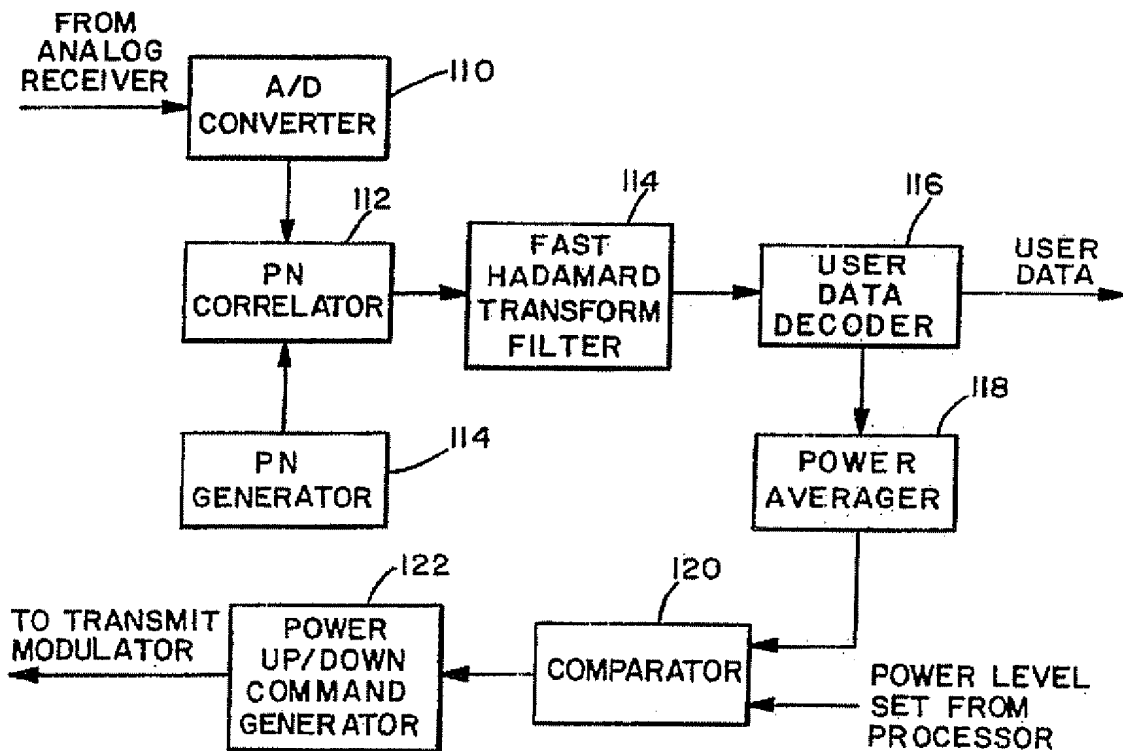 FROM
ANALOG
RECEIVER
A/D
CONVERTER
110
112
PN
CORRELATOR
114
FAST
HADAMARD
TRANSFORM
FILTER
116
USER
DATA
DECODER
USER
DATA
114
PN
GENERATOR
118
POWER
AVERAGER
122
TO TRANSMIT
MODULATOR
POWER
UP/DOWN
COMMAND
GENERATOR
120
COMPARATOR
POWER LEVEL
SET FROM
PROCESSOR